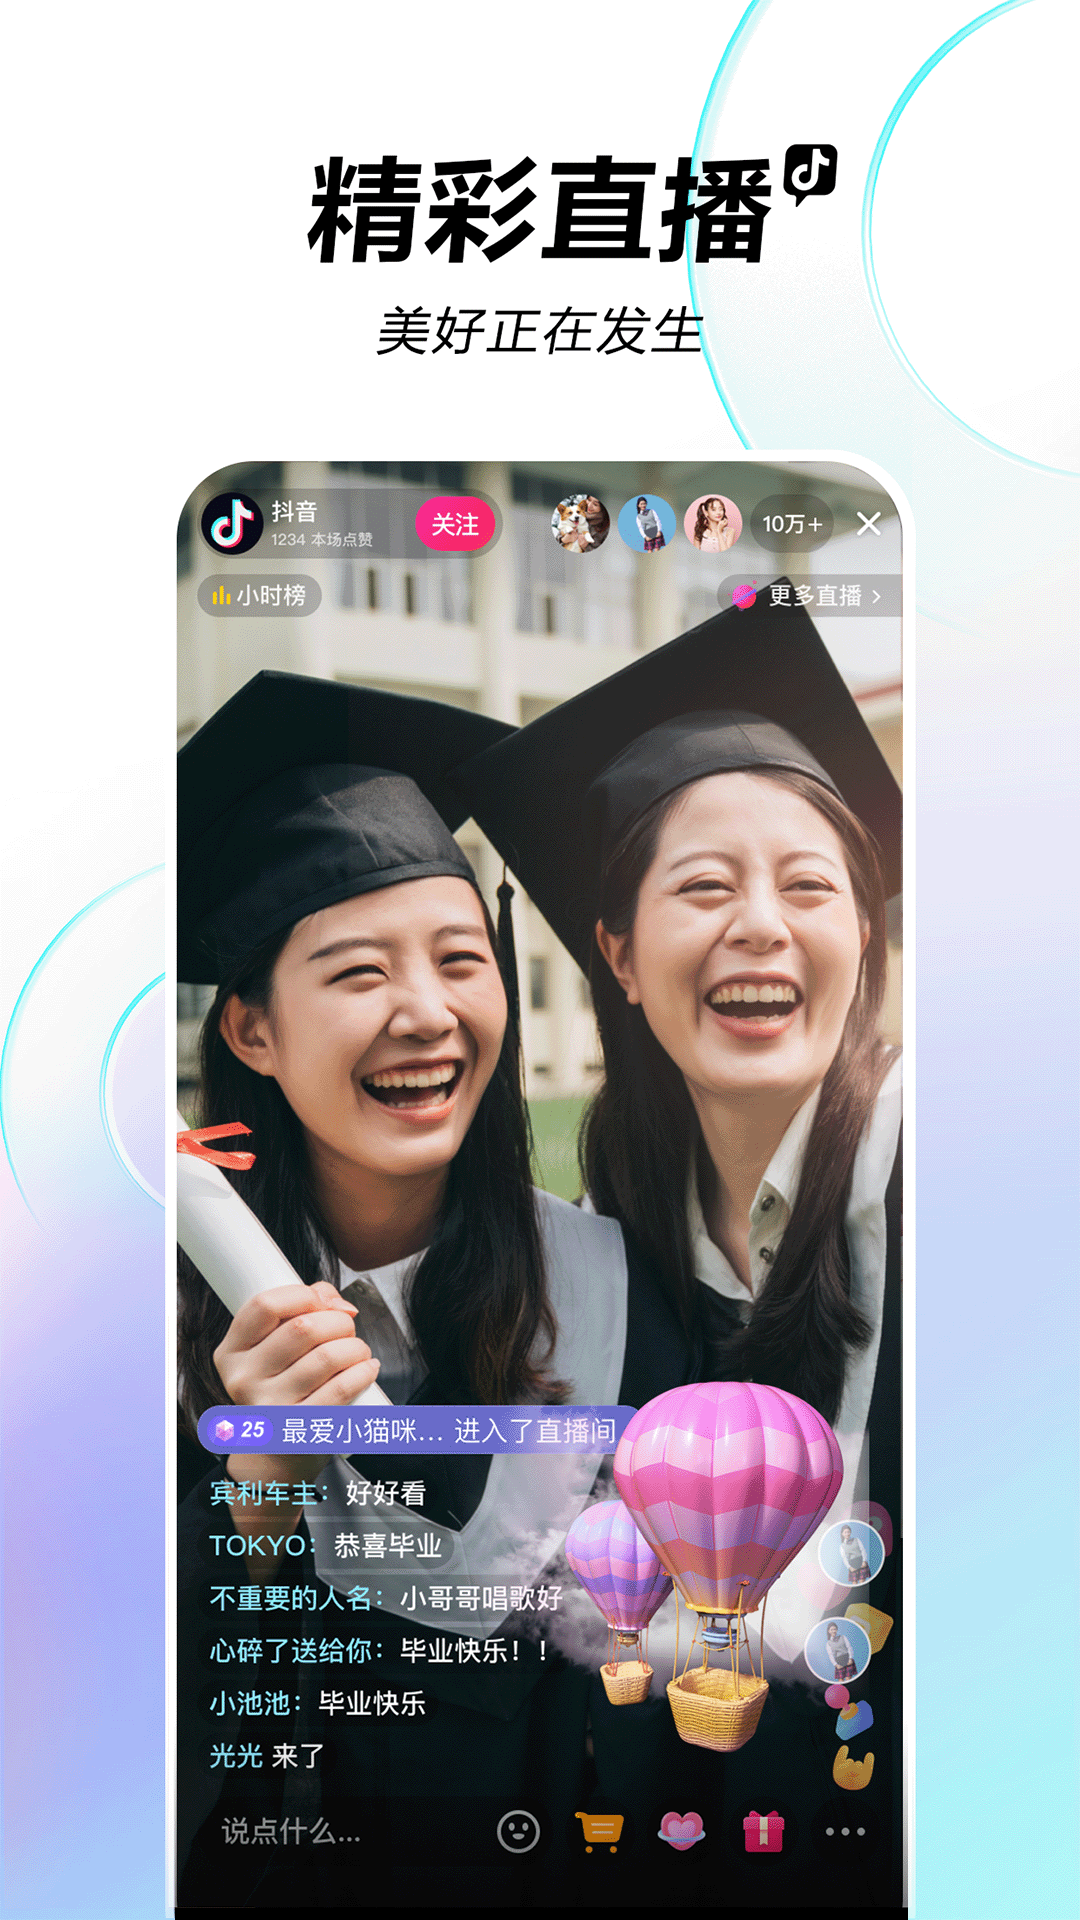 精彩直播
美好正在发生
抖音
1234 本场点赞
关注
10万+
小时榜
更多直播
25 最爱小猫咪... 进入了直播间
宾利车主：好好看
TOKYO：恭喜毕业
不重要的人名：小哥哥唱歌好
心碎了送给你：毕业快乐！！
小池池：毕业快乐
光光 来了
说点什么...